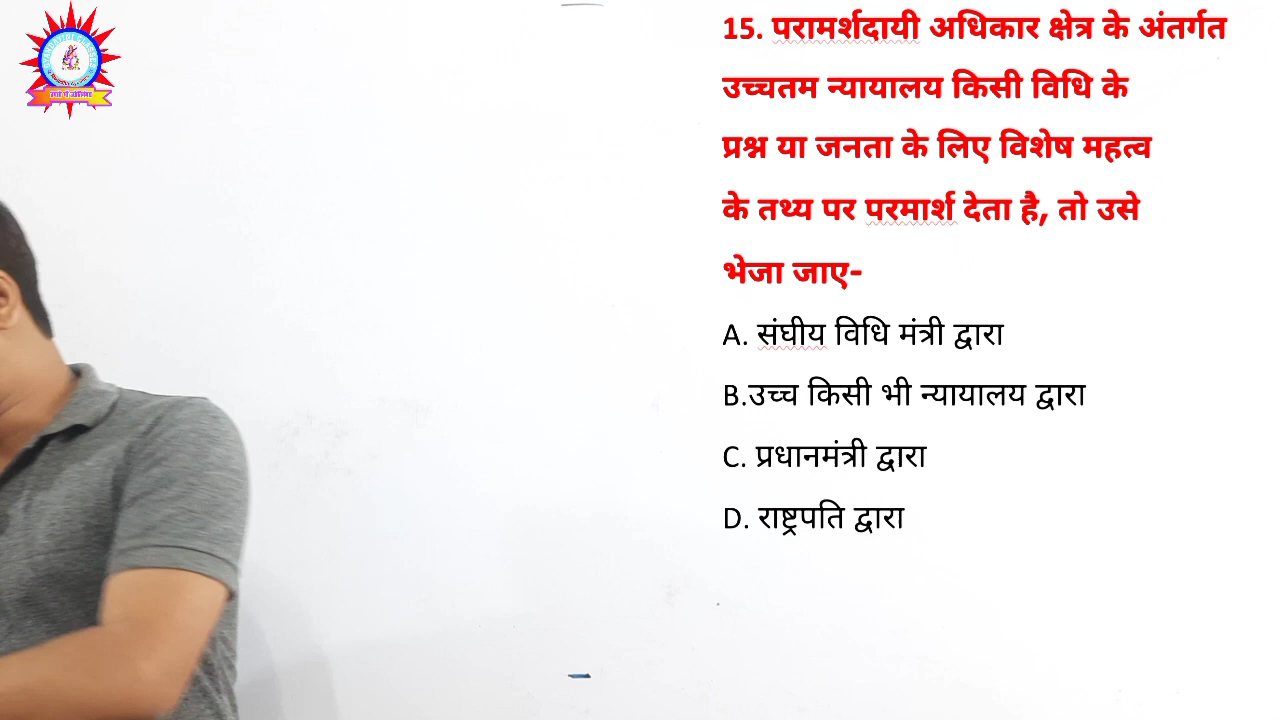 15. परामर्शदायी अधिकार क्षेत्र के अंतर्गत
उच्चतम न्यायालय किसी विधि के
प्रश्न या जनता के लिए विशेष महत्व
के तथ्य पर परमार्श देता है, तो उसे
भेजा जाए-
A. संघीय विधि मंत्री द्वारा
B.उच्च किसी भी न्यायालय द्वारा
C. प्रधानमंत्री द्वारा
D. राष्ट्रपति द्वारा